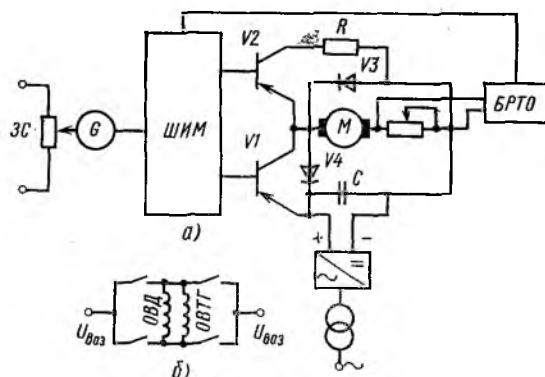 R
V2
V3
ЗС
G
ШИМ
M
БРТО
V1
V4
C
а)
+
−
=
~
ОВД
ОВТГ
Uвоз
Uвоз
б)
~